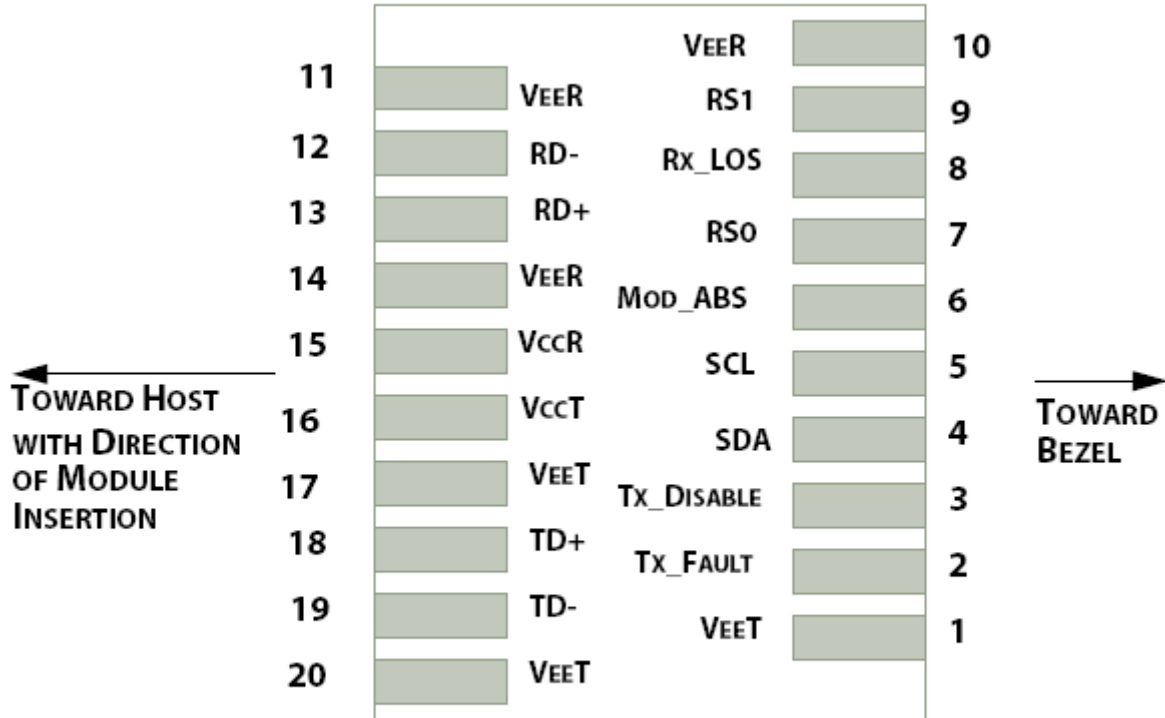 VEER 10
11 VEER
RS1 9
12 RD-
RX_LOS 8
13 RD+
RS0 7
14 VEER
MOD_ABS 6
15 VCCR
SCL 5
TOWARD HOST
WITH DIRECTION
OF MODULE
INSERTION
16 VCCT
TOWARD
BEZEL
SDA 4
17 VEET
TX_DISABLE 3
18 TD+
TX_FAULT 2
19 TD-
VEET 1
20 VEET